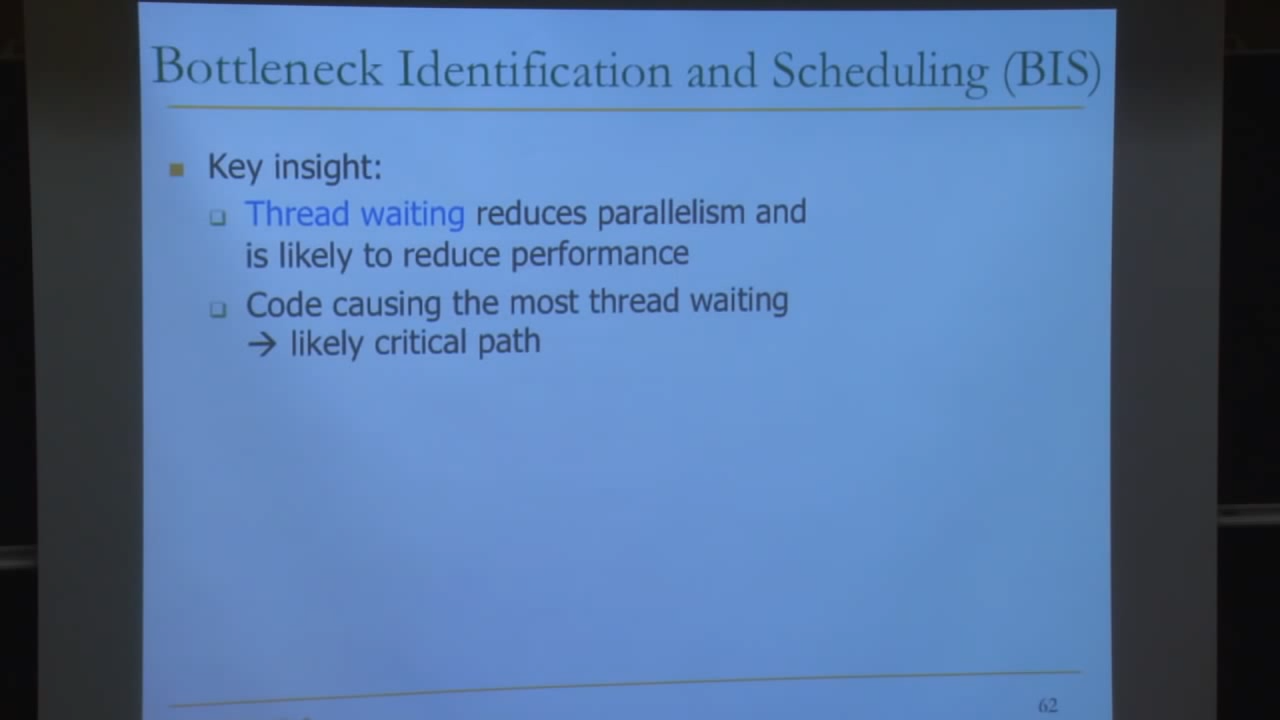 Bottleneck Identification and Scheduling (BIS)
Key insight:
Thread waiting reduces parallelism and
is likely to reduce performance
Code causing the most thread waiting
→ likely critical path
62